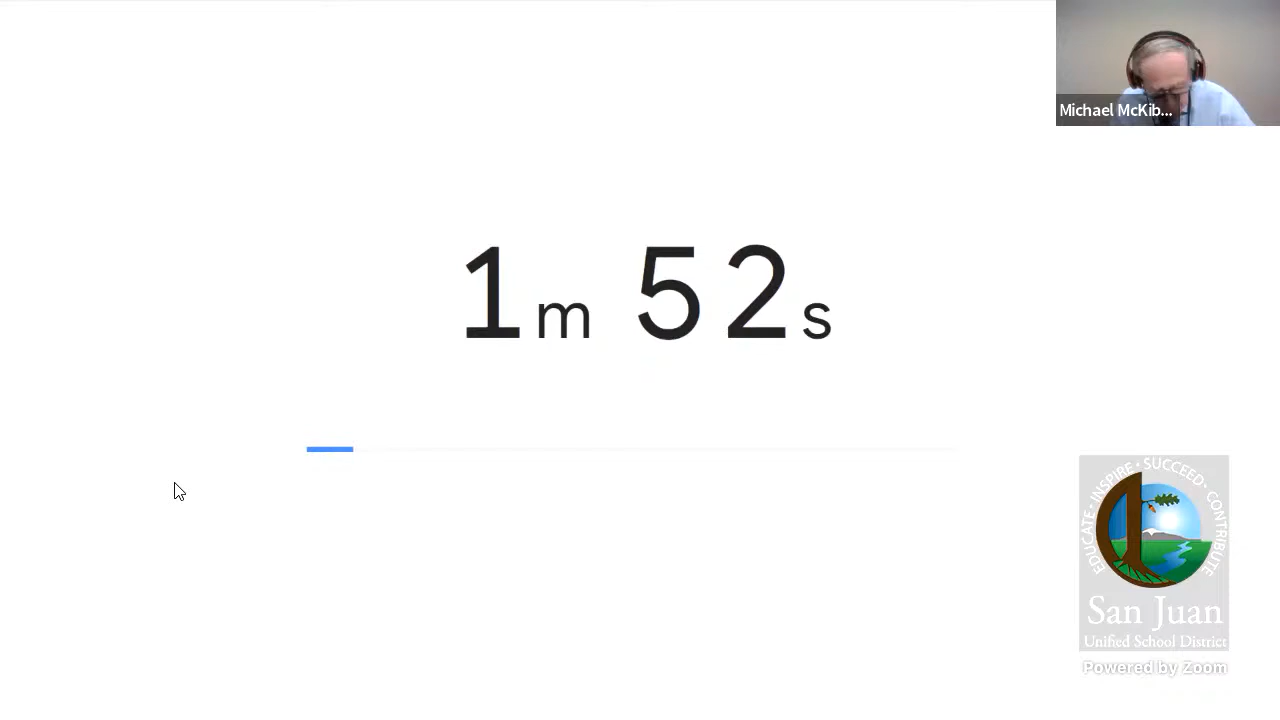 Michael McKib...
1m 52s
EDUCATE · INSPIRE · SUCCEED · CONTRIBUTE
San Juan
Unified School District
Powered by Zoom